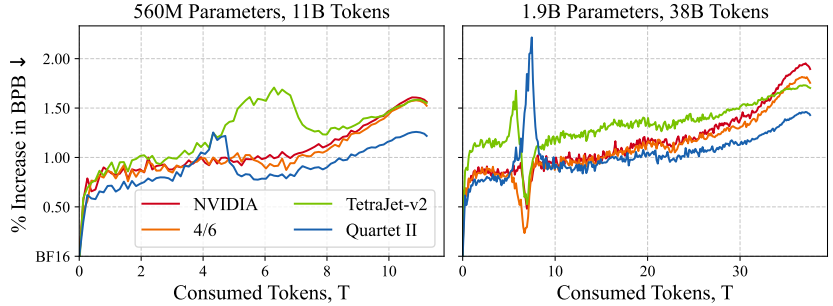 560M Parameters, 11B Tokens
1.9B Parameters, 38B Tokens
% Increase in BPB ↓
2.00
1.50
1.00
0.50
BF16
NVIDIA
4/6
TetraJet-v2
Quartet II
0 2 4 6 8 10
0 10 20 30
Consumed Tokens, T
Consumed Tokens, T